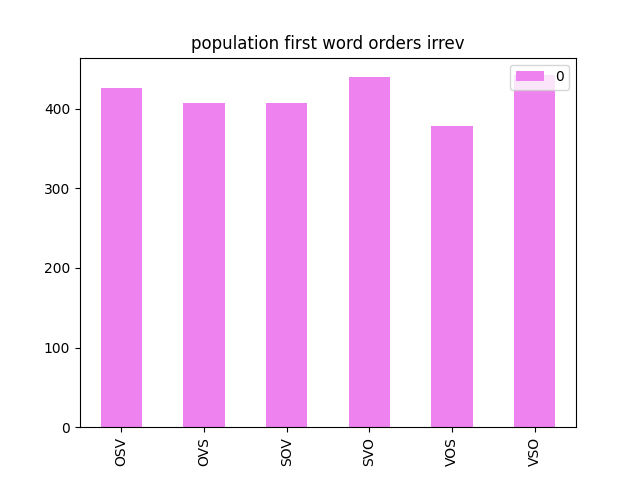 population first word orders irrev
0
400
300
200
100
0
OSV
OVS
SOV
SVO
VOS
VSO